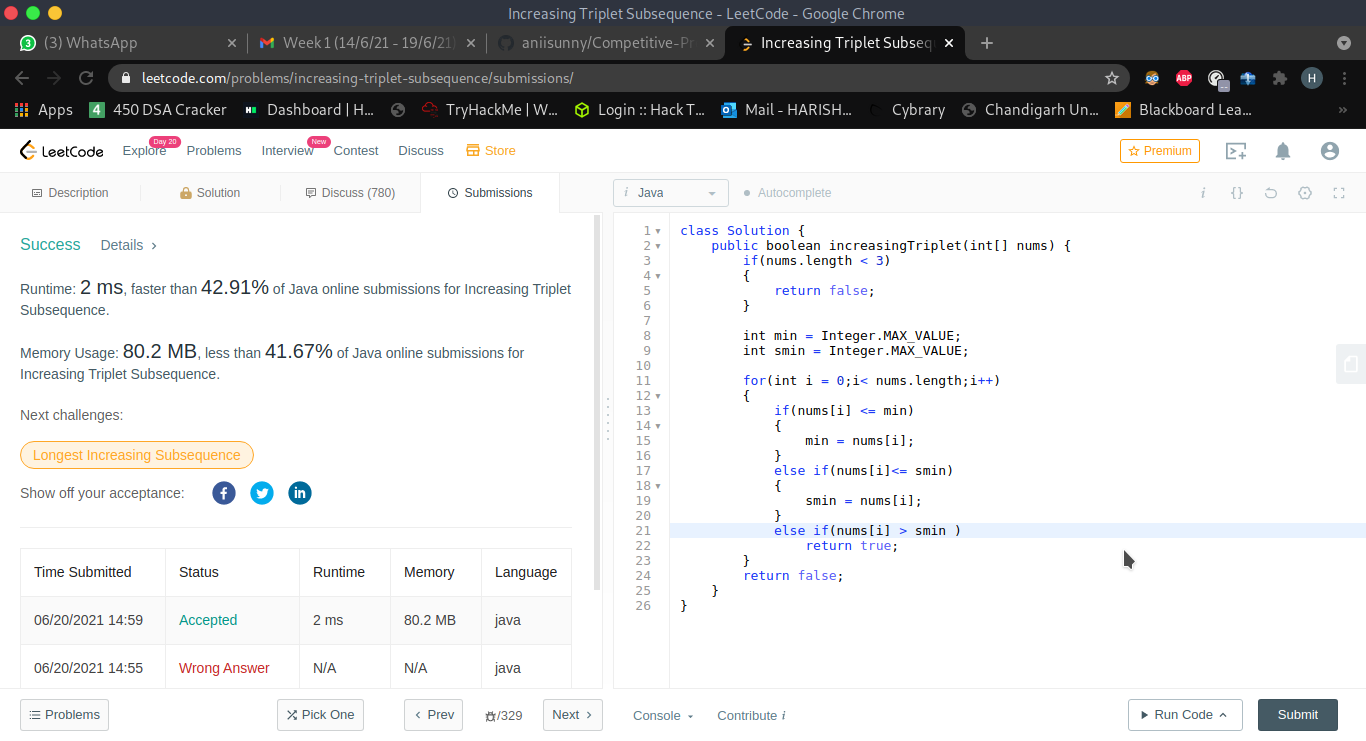 Increasing Triplet Subsequence - LeetCode - Google Chrome
3 (3) WhatsApp
Week 1 (14/6/21 - 19/6/21)
aniisunny/Competitive-Pr
Increasing Triplet Subseq
leetcode.com/problems/increasing-triplet-subsequence/submissions/
ABP
H
Apps
4 450 DSA Cracker
Dashboard | H...
TryHackMe | W...
Login :: Hack T...
Mail - HARISH...
Cybrary
Chandigarh Un...
Blackboard Lea...
»
LeetCode
Explore
Day 20
Problems
Interview
New
Contest
Discuss
Store
Premium
Description
Solution
Discuss (780)
Submissions
i Java
Autocomplete
i {}
Success Details
Runtime: 2 ms, faster than 42.91% of Java online submissions for Increasing Triplet
Subsequence.
Memory Usage: 80.2 MB, less than 41.67% of Java online submissions for
Increasing Triplet Subsequence.
Next challenges:
Longest Increasing Subsequence
Show off your acceptance:
Time Submitted Status Runtime Memory Language
06/20/2021 14:59 Accepted 2 ms 80.2 MB java
06/20/2021 14:55 Wrong Answer N/A N/A java
1 class Solution {
2 public boolean increasingTriplet(int[] nums) {
3 if(nums.length < 3)
4 {
5 return false;
6 }
7
8 int min = Integer.MAX_VALUE;
9 int smin = Integer.MAX_VALUE;
10
11 for(int i = 0;i< nums.length;i++)
12 {
13 if(nums[i] <= min)
14 {
15 min = nums[i];
16 }
17 else if(nums[i]<= smin)
18 {
19 smin = nums[i];
20 }
21 else if(nums[i] > smin )
22 return true;
23 }
24 return false;
25 }
26 }
Problems
Pick One
Prev
/329
Next
Console
Contribute i
Run Code
Submit